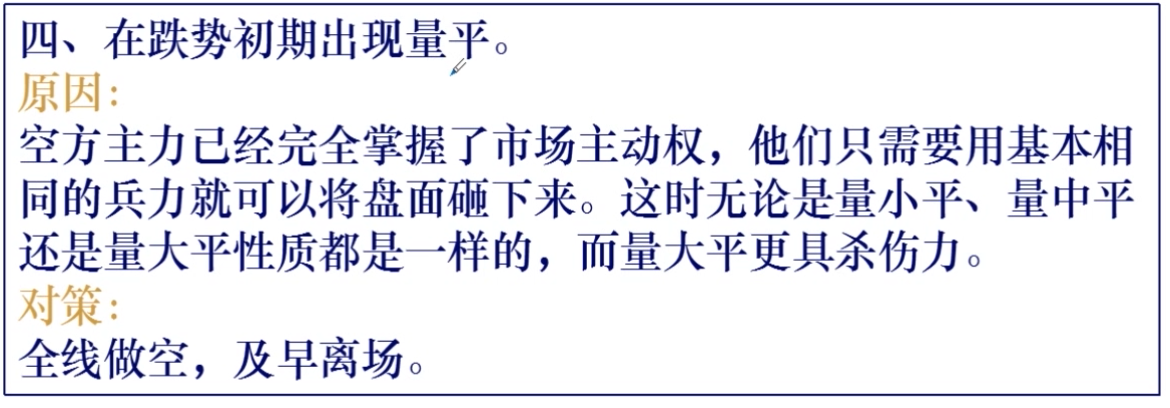 四、在跌势初期出现量平。
原因：
空方主力已经完全掌握了市场主动权，他们只需要用基本相
同的兵力就可以将盘面砸下来。这时无论是量小平、量中平
还是量大平性质都是一样的，而量大平更具杀伤力。
对策：
全线做空，及早离场。